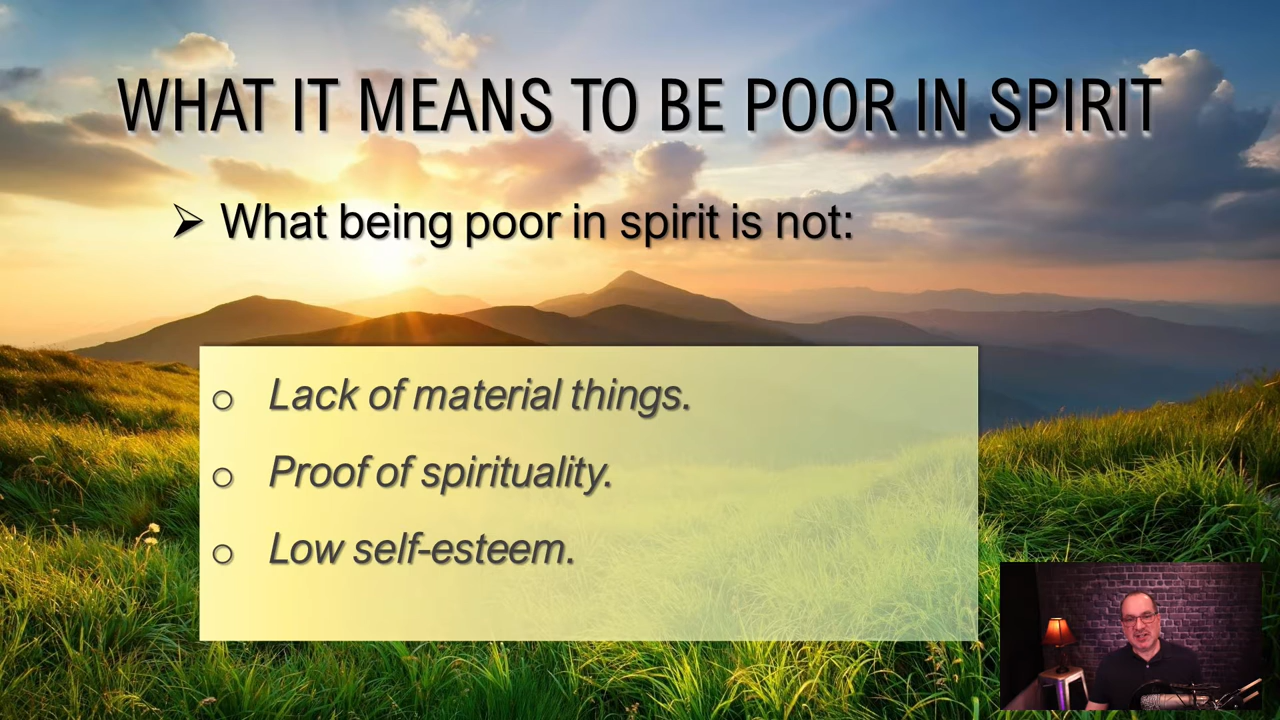 WHAT IT MEANS TO BE POOR IN SPIRIT
➢ What being poor in spirit is not:
o Lack of material things.
o Proof of spirituality.
o Low self-esteem.